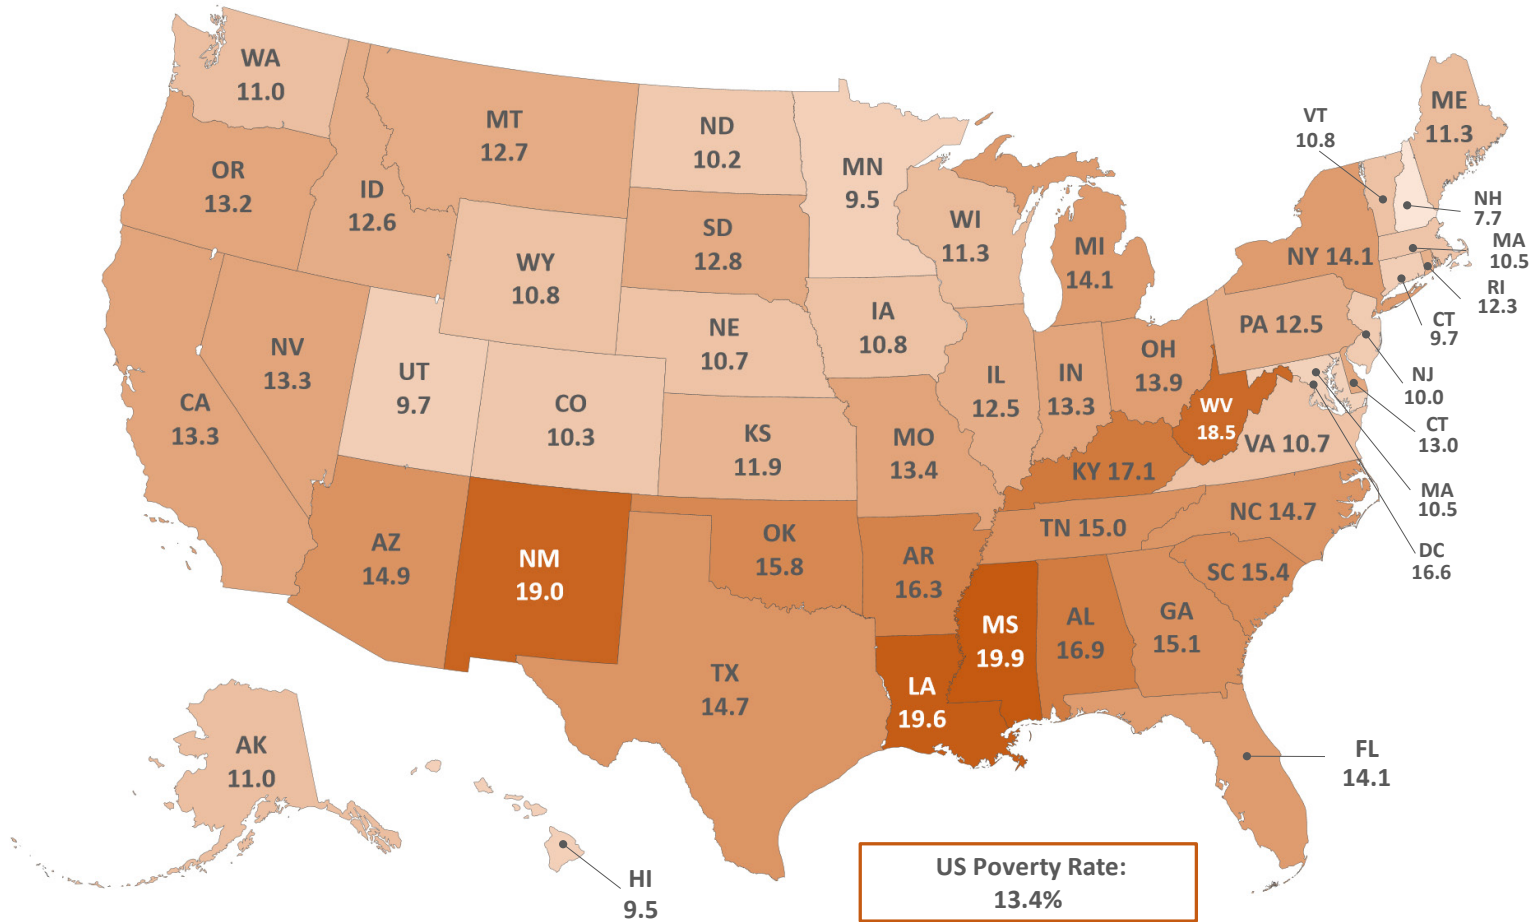 WA
11.0
MT
12.7
ND
10.2
MN
9.5
VT
10.8
ME
11.3
OR
13.2
ID
12.6
SD
12.8
WI
11.3
MI
14.1
NY 14.1
NH
7.7
MA
10.5
RI
12.3
CT
9.7
WY
10.8
NE
10.7
IA
10.8
PA 12.5
NJ
10.0
NV
13.3
UT
9.7
CA
13.3
CO
10.3
KS
11.9
MO
13.4
IL
12.5
IN
13.3
OH
13.9
WV
18.5
VA 10.7
CT
13.0
KY 17.1
MA
10.5
DC
16.6
AZ
14.9
NM
19.0
OK
15.8
AR
16.3
TN 15.0
NC 14.7
SC 15.4
TX
14.7
LA
19.6
MS
19.9
AL
16.9
GA
15.1
FL
14.1
AK
11.0
HI
9.5
US Poverty Rate:
13.4%